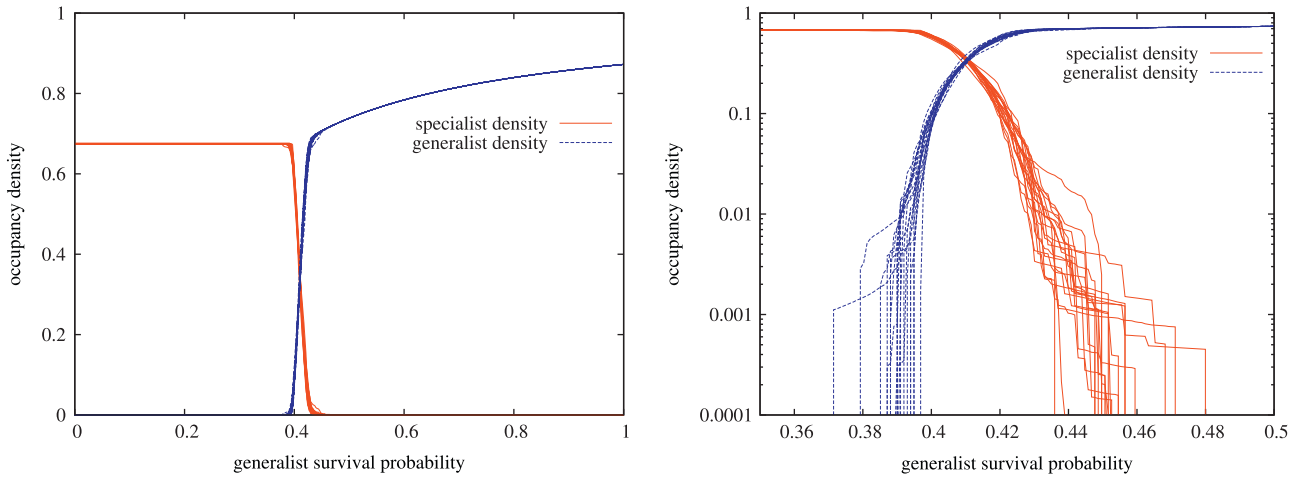 1
0.8
0.6
0.4
0.2
0
0 0.2 0.4 0.6 0.8 1
occupancy density
generalist survival probability
specialist density
generalist density
1
0.1
0.01
0.001
0.0001
0.36 0.38 0.4 0.42 0.44 0.46 0.48 0.5
occupancy density
generalist survival probability
specialist density
generalist density